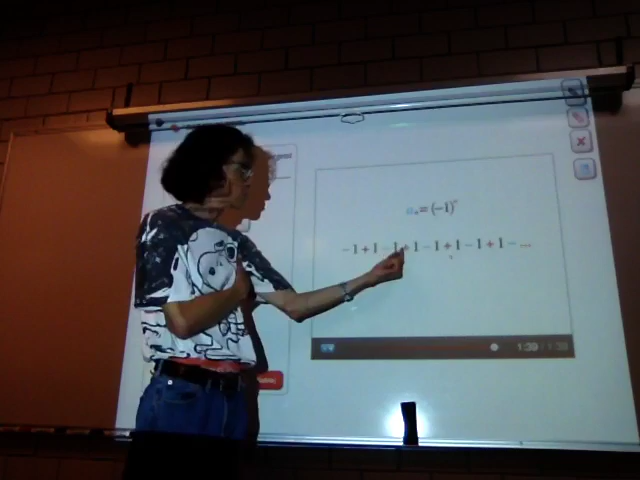 aₙ = (−1)ⁿ
−1 + 1 − 1 + 1 − 1 + 1 − 1 + 1 − ...
1:39 / 1:39